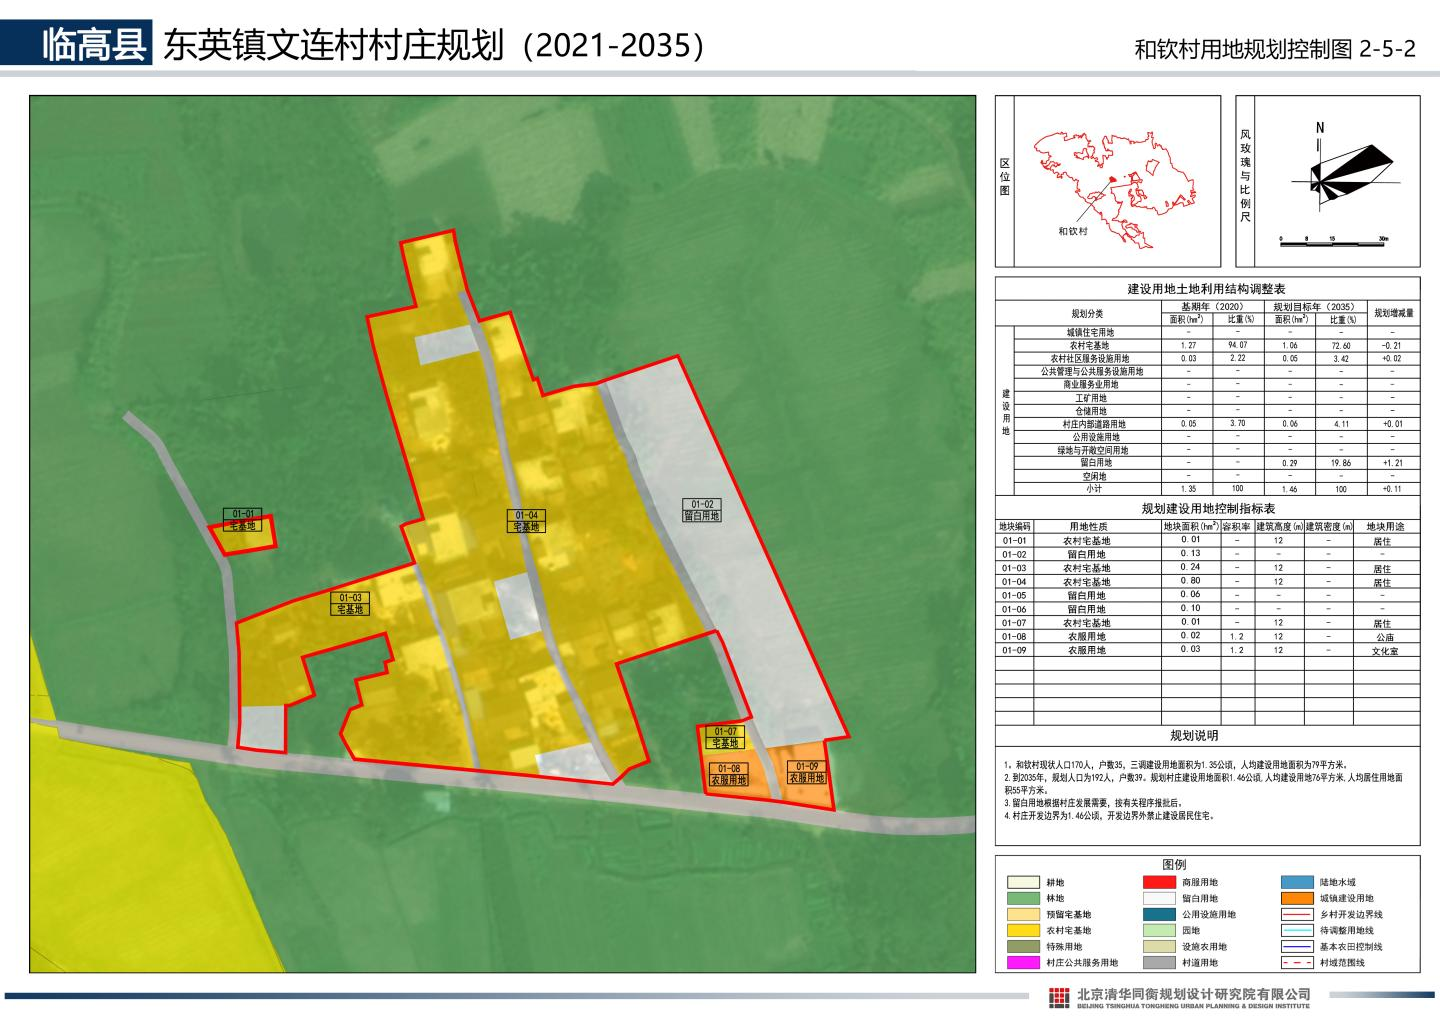 临高县 东英镇文连村村庄规划（2021-2035）
和钦村用地规划控制图 2-5-2
区位图
和钦村
风玫瑰与比例尺
N
0 8 15 30m
01-01
宅基地
01-02
留白用地
01-03
宅基地
01-04
宅基地
01-07
宅基地
01-08
农服用地
01-09
农服用地
建设用地土地利用结构调整表
规划分类 基期年（2020） 规划目标年（2035） 规划增减量
面积(hm²) 比重(%) 面积(hm²) 比重(%)
建设用地
城镇住宅用地 - - - - -
农村宅基地 1.27 94.07 1.06 72.60 -0.21
农村社区服务设施用地 0.03 2.22 0.05 3.42 +0.02
公共管理与公共服务设施用地 - - - - -
商业服务业用地 - - - - -
工矿用地 - - - - -
仓储用地 - - - - -
村庄内部道路用地 0.05 3.70 0.06 4.11 +0.01
公用设施用地 - - - - -
绿地与开敞空间用地 - - - - -
留白用地 - - 0.29 19.86 +1.21
空闲地 - - - - -
小计 1.35 100 1.46 100 +0.11
规划建设用地控制指标表
地块编码 用地性质 地块面积(hm²) 容积率 建筑高度(m) 建筑密度(m) 地块用途
01-01 农村宅基地 0.01 - 12 - 居住
01-02 留白用地 0.13 - - - -
01-03 农村宅基地 0.24 - 12 - 居住
01-04 农村宅基地 0.80 - 12 - 居住
01-05 留白用地 0.06 - - - -
01-06 留白用地 0.10 - - - -
01-07 农村宅基地 0.01 - 12 - 居住
01-08 农服用地 0.02 1.2 12 - 公庙
01-09 农服用地 0.03 1.2 12 - 文化室
规划说明
1。和钦村现状人口170人，户数35，三调建设用地面积为1.35公顷，人均建设用地面积为79平方米。
2.到2035年，规划人口为192人，户数39。规划村庄建设用地面积1.46公顷,人均建设用地76平方米,人均居住用地面
积55平方米。
3.留白用地根据村庄发展需要，按有关程序报批后。
4.村庄开发边界为1.46公顷，开发边界外禁止建设居民住宅。
图例
耕地 商服用地 陆地水域
林地 留白用地 城镇建设用地
预留宅基地 公用设施用地 乡村开发边界线
农村宅基地 园地 待调整用地线
特殊用地 设施农用地 基本农田控制线
村庄公共服务用地 村道用地 村域范围线
北京清华同衡规划设计研究院有限公司
BEIJING TSINGHUA TONGHENG URBAN PLANNING & DESIGN INSTITUTE